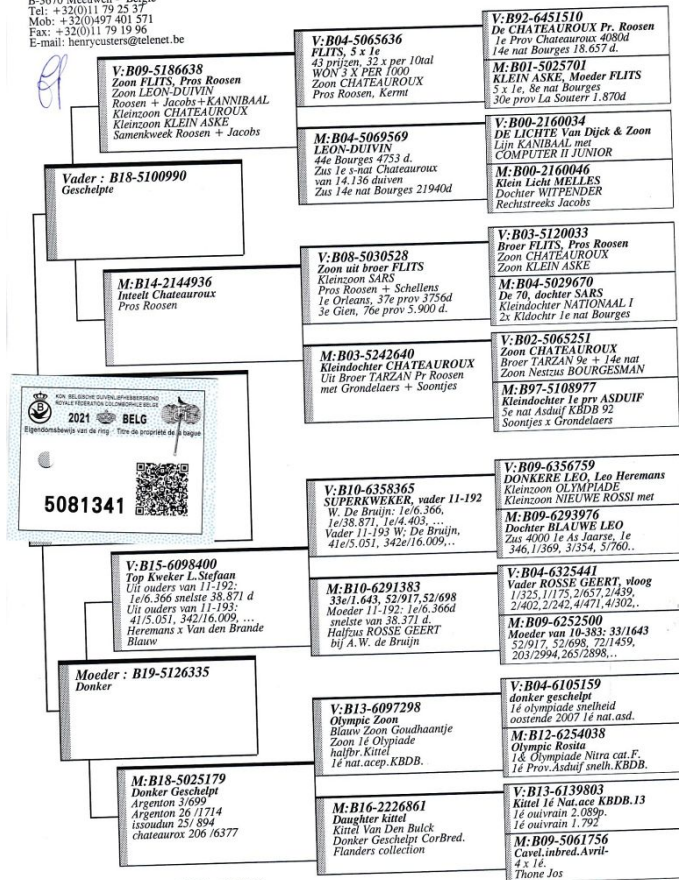 B-3670 Meeuwen - België
Tel: +32(0)11 79 25 37
Mob: +32(0)497 401 571
Fax: +32(0)11 79 19 96
E-mail: henrycusters@telenet.be
V:B09-5186638
Zoon FLITS, Pros Roosen
Zoon LEON-DUIVIN
Roosen + Jacobs+KANNIBAAL
Kleinzoon CHATEAUROUX
Kleinzoon KLEIN ASKE
Samenkweek Roosen + Jacobs
Vader : B18-5100990
Geschelpte
M:B14-2144936
Inteelt Chateauroux
Pros Roosen
V:B04-5065636
FLITS, 5 x 1e
43 prijzen, 32 x per 10tal
WON 3 X PER 1000
Zoon CHATEAUROUX
Pros Roosen, Kermt
M:B04-5069569
LEON-DUIVIN
44e Bourges 4753 d.
Zus 1e s-nat Chateauroux
van 14.136 duiven
Zus 14e nat Bourges 21940d
V:B08-5030528
Zoon uit broer FLITS
Kleinzoon SARS
Pros Roosen + Schellens
1e Orleans, 37e prov 3756d
3e Gien, 76e prov 5.900 d.
M:B03-5242640
Kleindochter CHATEAUROUX
Uit Broer TARZAN Pr Roosen
met Grondelaers + Soontjes
V:B92-6451510
De CHATEAUROUX Pr. Roosen
1e Prov Chateauroux 4080d
14e nat Bourges 18.657 d.
M:B01-5025701
KLEIN ASKE, Moeder FLITS
5 x 1e, 8e nat Bourges
30e prov La Souterr 1.870d
V:B00-2160034
DE LICHTE Van Dijck & Zoon
Lijn KANIBAAL met
COMPUTER II JUNIOR
M:B00-2160046
Klein Licht MELLES
Dochter WITPENDER
Rechtstreeks Jacobs
V:B03-5120033
Broer FLITS, Pros Roosen
Zoon CHATEAUROUX
Zoon KLEIN ASKE
M:B04-5029670
De 70, dochter SARS
Kleindochter NATIONAAL I
2x Kldochtr 1e nat Bourges
V:B02-5065251
Zoon CHATEAUROUX
Broer TARZAN 9e + 14e nat
Zoon Nestzus BOURGESMAN
M:B97-5108977
Kleindochter 1e prv ASDUIF
5e nat Asduif KBDB 92
Soontjes x Grondelaers
KON. BELGISCHE DUIVENLIEFHEBBERSBOND
ROYALE FÉDÉRATION COLOMBOPHILE BELGE
2021 BELG
Eigendomsbewijs van de ring - Titre de propriété de la bague
5081341
V:B15-6098400
Top Kweker L.Stefaan
Uit ouders van 11-192:
1e/6.366 snelste 38.871 d
Uit ouders van 11-193:
41/5.051, 342/16.009, ...
Heremans x Van den Brande
Blauw
Moeder : B19-5126335
Donker
M:B18-5025179
Donker Geschelpt
Argenton 3/699
Argenton 26 /1714
issoudun 25/ 894
chateaurox 206 /6377
V:B10-6358365
SUPERKWEKER, vader 11-192
W. De Bruijn: 1e/6.366,
1e/38.871, 1e/4.403, ...
Vader 11-193 W; De Bruijn,
41e/5.051, 342e/16.009,..
M:B10-6291383
33e/1.643, 52/917,52/698
Moeder 11-192: 1e/6.366d
snelste van 38.371 d.
Halfzus ROSSE GEERT
bij A.W. de Bruijn
V:B13-6097298
Olympic Zoon
Blauw Zoon Goudhaantje
Zoon 1é Olypiade
halfbr.Kittel
1é nat.acep.KBDB.
M:B16-2226861
Daughter kittel
Kittel Van Den Bulck
Donker Geschelpt CorBred.
Flanders collection
V:B09-6356759
DONKERE LEO, Leo Heremans
Kleinzoon OLYMPIADE
Kleinzoon NIEUWE ROSSI met
M:B09-6293976
Dochter BLAUWE LEO
Zus 4000 1e As Jaarse, 1e
346,1/369, 3/354, 5/760..
V:B04-6325441
Vader ROSSE GEERT, vloog
1/325,1/175,2/657,2/439,
2/402,2/242,4/471,4/302,.
M:B09-6252500
Moeder van 10-383: 33/1643
52/917, 52/698, 72/1459,
203/2994,265/2898,..
V:B04-6105159
donker geschelpt
1é olympiade snelheid
oostende 2007 1é nat.asd.
M:B12-6254038
Olympic Rosita
1& Olympiade Nitra cat.F.
1é Prov.Asduif snelh.KBDB.
V:B13-6139803
Kittel 1é Nat.ace KBDB.13
1é ouivrain 2.089p.
1é ouivrain 1.792
M:B09-5061756
Cavel.inbred.Avril-
4 x 1é.
Thone Jos